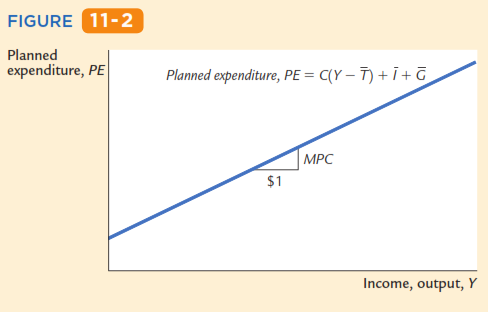 FIGURE 11-2
Planned
expenditure, PE
Planned expenditure, PE = C(Y – T̅) + I̅ + G̅
MPC
$1
Income, output, Y